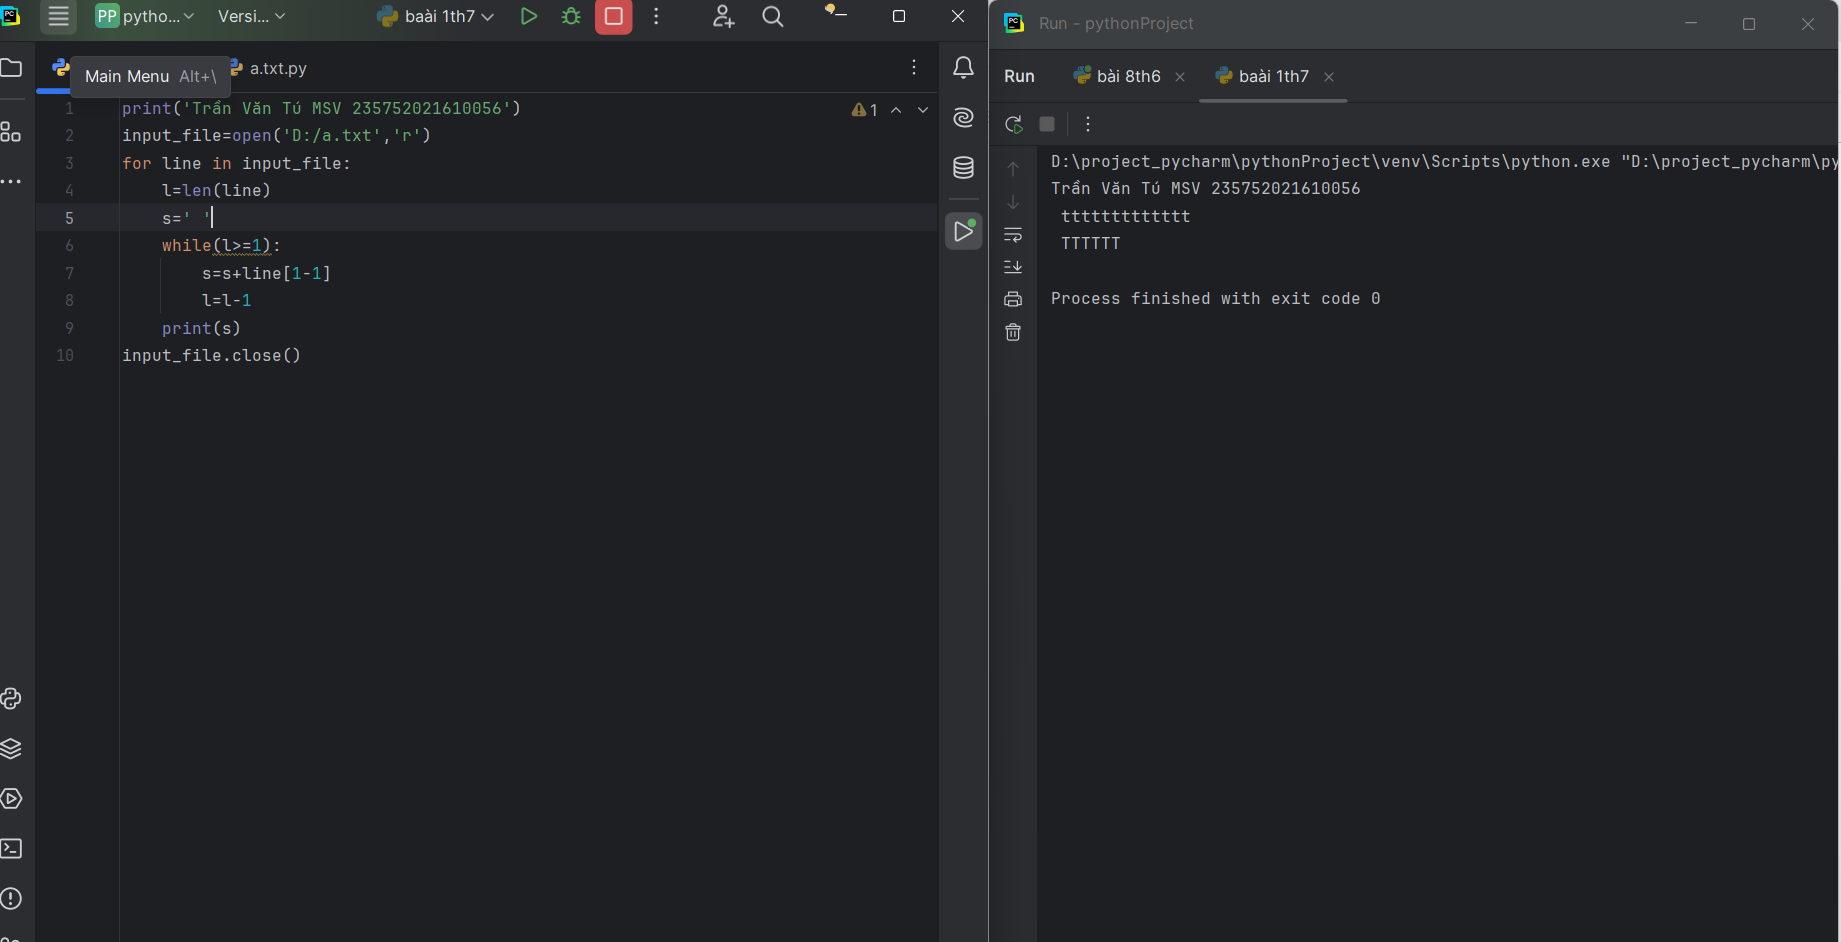 PP pytho... Versi... baài 1th7
Main Menu Alt+\
a.txt.py
1 print('Trần Văn Tú MSV 235752021610056')
1
2 input_file=open('D:/a.txt','r')
3 for line in input_file:
4 l=len(line)
5 s=' '
6 while(l>=1):
7 s=s+line[1-1]
8 l=l-1
9 print(s)
10 input_file.close()
Run - pythonProject
Run bài 8th6 baài 1th7
D:\project_pycharm\pythonProject\venv\Scripts\python.exe "D:\project_pycharm\py
Trần Văn Tú MSV 235752021610056
ttttttttttttt
TTTTTT
Process finished with exit code 0